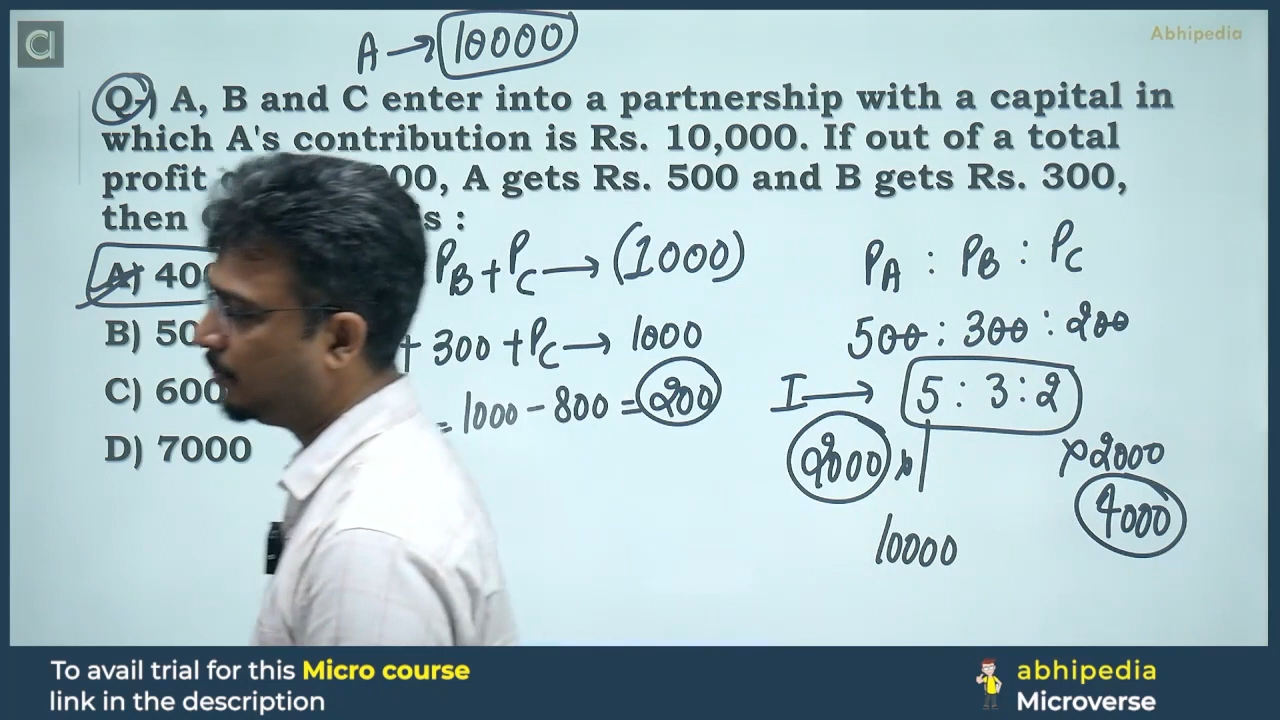 Abhipedia
A → 10000
Q-) A, B and C enter into a partnership with a capital in
which A's contribution is Rs. 10,000. If out of a total
profit 00, A gets Rs. 500 and B gets Rs. 300,
then s :
A) 400
B) 50
C) 600
D) 7000
PB + PC → (1000)
+ 300 + PC → 1000
= 1000 - 800 = 200
PA : PB : PC
500 : 300 : 200
I → 5 : 3 : 2
2000 x
x 2000
4000
10000
To avail trial for this Micro course
link in the description
abhipedia
Microverse